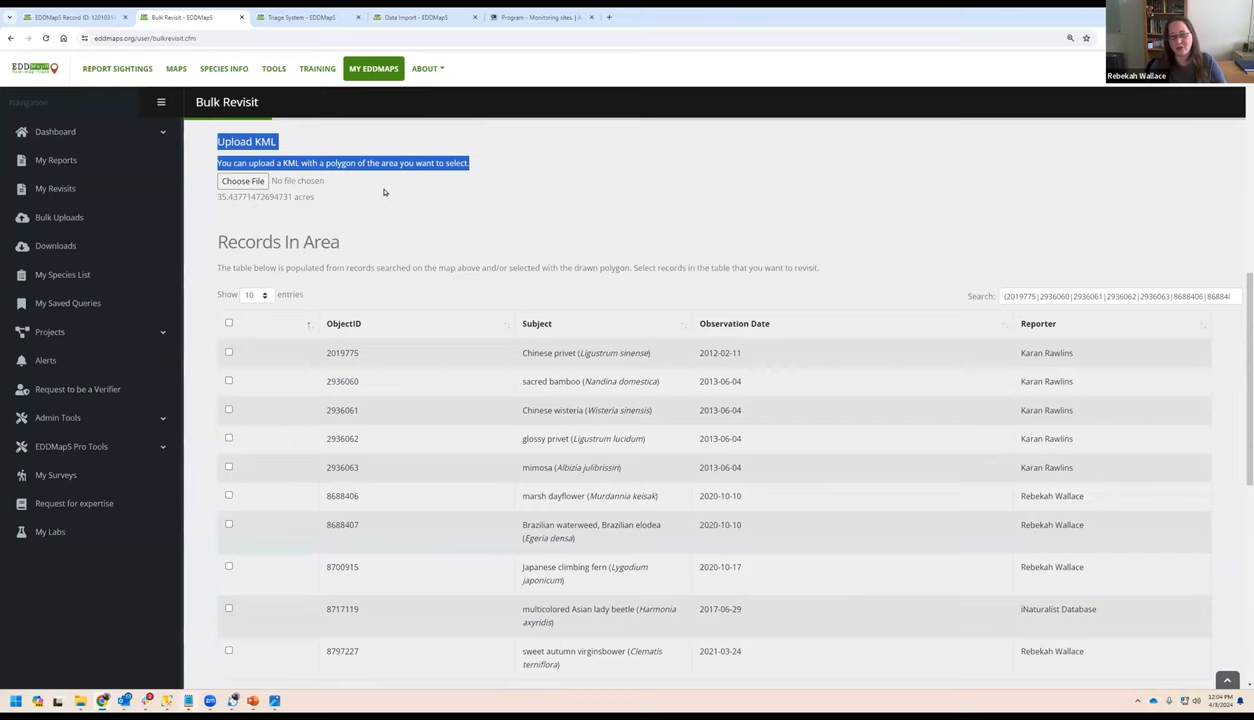 EDDMapS Record ID: 12010314
Bulk Revisit - EDDMapS
Triage System - EDDMapS
Data Import - EDDMapS
Program - Monitoring sites. | A
eddmaps.org/user/bulkrevisit.cfm
Rebekah Wallace
EDDMapS
REPORT SIGHTINGS
MAPS
SPECIES INFO
TOOLS
TRAINING
MY EDDMAPS
ABOUT
Navigation
Bulk Revisit
Dashboard
My Reports
My Revisits
Bulk Uploads
Downloads
My Species List
My Saved Queries
Projects
Alerts
Request to be a Verifier
Admin Tools
EDDMapS Pro Tools
My Surveys
Request for expertise
My Labs
Upload KML
You can upload a KML with a polygon of the area you want to select.
Choose File No file chosen
35.43771472694731 acres
Records In Area
The table below is populated from records searched on the map above and/or selected with the drawn polygon. Select records in the table that you want to revisit.
Show 10 entries
Search: (2019775|2936060|2936061|2936062|2936063|8688406|86884
ObjectID Subject Observation Date Reporter
2019775 Chinese privet (Ligustrum sinense) 2012-02-11 Karan Rawlins
2936060 sacred bamboo (Nandina domestica) 2013-06-04 Karan Rawlins
2936061 Chinese wisteria (Wisteria sinensis) 2013-06-04 Karan Rawlins
2936062 glossy privet (Ligustrum lucidum) 2013-06-04 Karan Rawlins
2936063 mimosa (Albizia julibrissin) 2013-06-04 Karan Rawlins
8688406 marsh dayflower (Murdannia keisak) 2020-10-10 Rebekah Wallace
8688407 Brazilian waterweed, Brazilian elodea 2020-10-10 Rebekah Wallace
(Egeria densa)
8700915 Japanese climbing fern (Lygodium 2020-10-17 Rebekah Wallace
japonicum)
8717119 multicolored Asian lady beetle (Harmonia 2017-06-29 iNaturalist Database
axyridis)
8797227 sweet autumn virginsbower (Clematis 2021-03-24 Rebekah Wallace
terniflora)
12:04 PM
4/3/2024